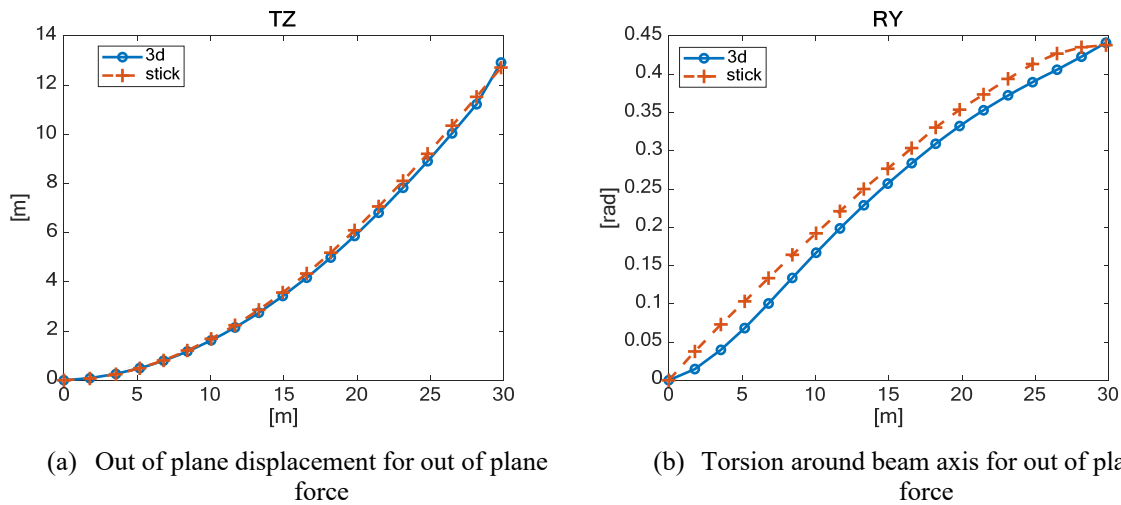 TZ
14
12
10
8
6
4
2
0
[m]
3d
stick
0 5 10 15 20 25 30
[m]
(a) Out of plane displacement for out of plane
force
RY
0.45
0.4
0.35
0.3
0.25
0.2
0.15
0.1
0.05
0
[rad]
3d
stick
0 5 10 15 20 25 30
[m]
(b) Torsion around beam axis for out of pla
force